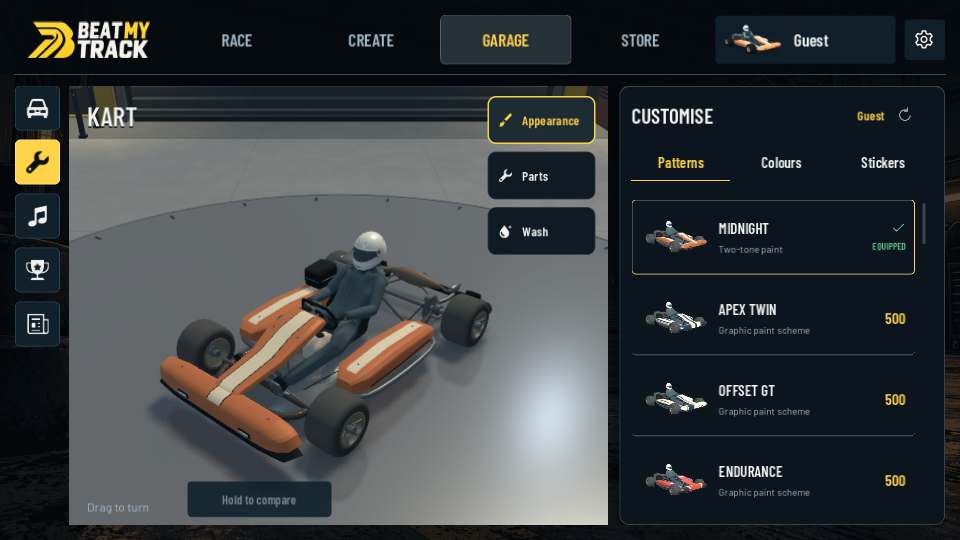 BEAT MY TRACK
RACE
CREATE
GARAGE
STORE
Guest
KART
Appearance
Parts
Wash
Drag to turn
Hold to compare
CUSTOMISE
Guest
Patterns
Colours
Stickers
MIDNIGHT
Two-tone paint
EQUIPPED
APEX TWIN
Graphic paint scheme
500
OFFSET GT
Graphic paint scheme
500
ENDURANCE
Graphic paint scheme
500